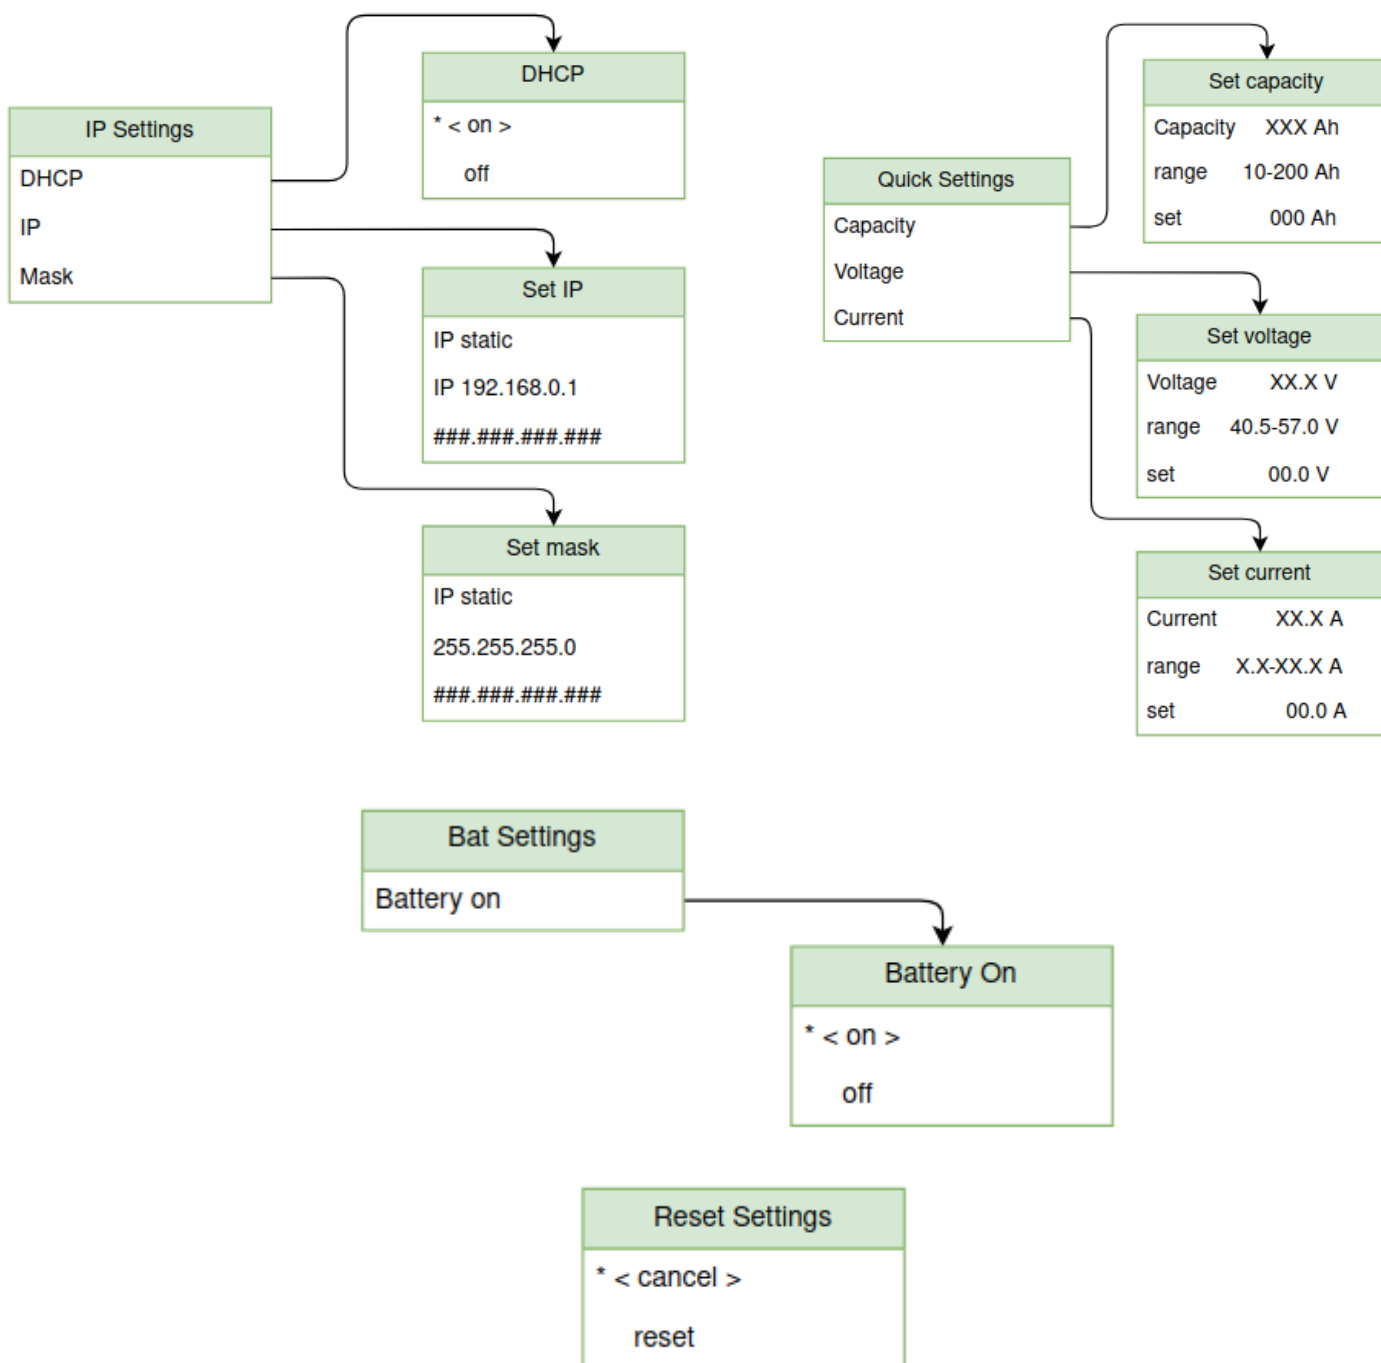 IP Settings
DHCP
IP
Mask
DHCP
* < on >
off
Set IP
IP static
IP 192.168.0.1
###.###.###.###
Set mask
IP static
255.255.255.0
###.###.###.###
Quick Settings
Capacity
Voltage
Current
Set capacity
Capacity XXX Ah
range 10-200 Ah
set 000 Ah
Set voltage
Voltage XX.X V
range 40.5-57.0 V
set 00.0 V
Set current
Current XX.X A
range X.X-XX.X A
set 00.0 A
Bat Settings
Battery on
Battery On
* < on >
off
Reset Settings
* < cancel >
reset